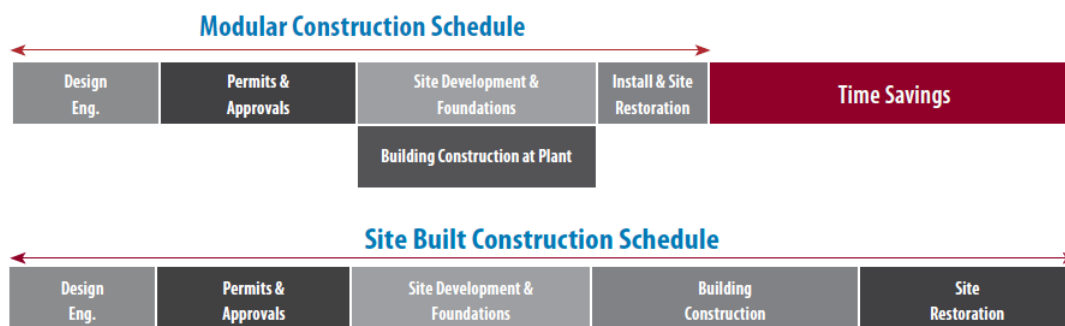 Modular Construction Schedule
Design
Eng.
Permits &
Approvals
Site Development &
Foundations
Install & Site
Restoration
Time Savings
Building Construction at Plant
Site Built Construction Schedule
Design
Eng.
Permits &
Approvals
Site Development &
Foundations
Building
Construction
Site
Restoration